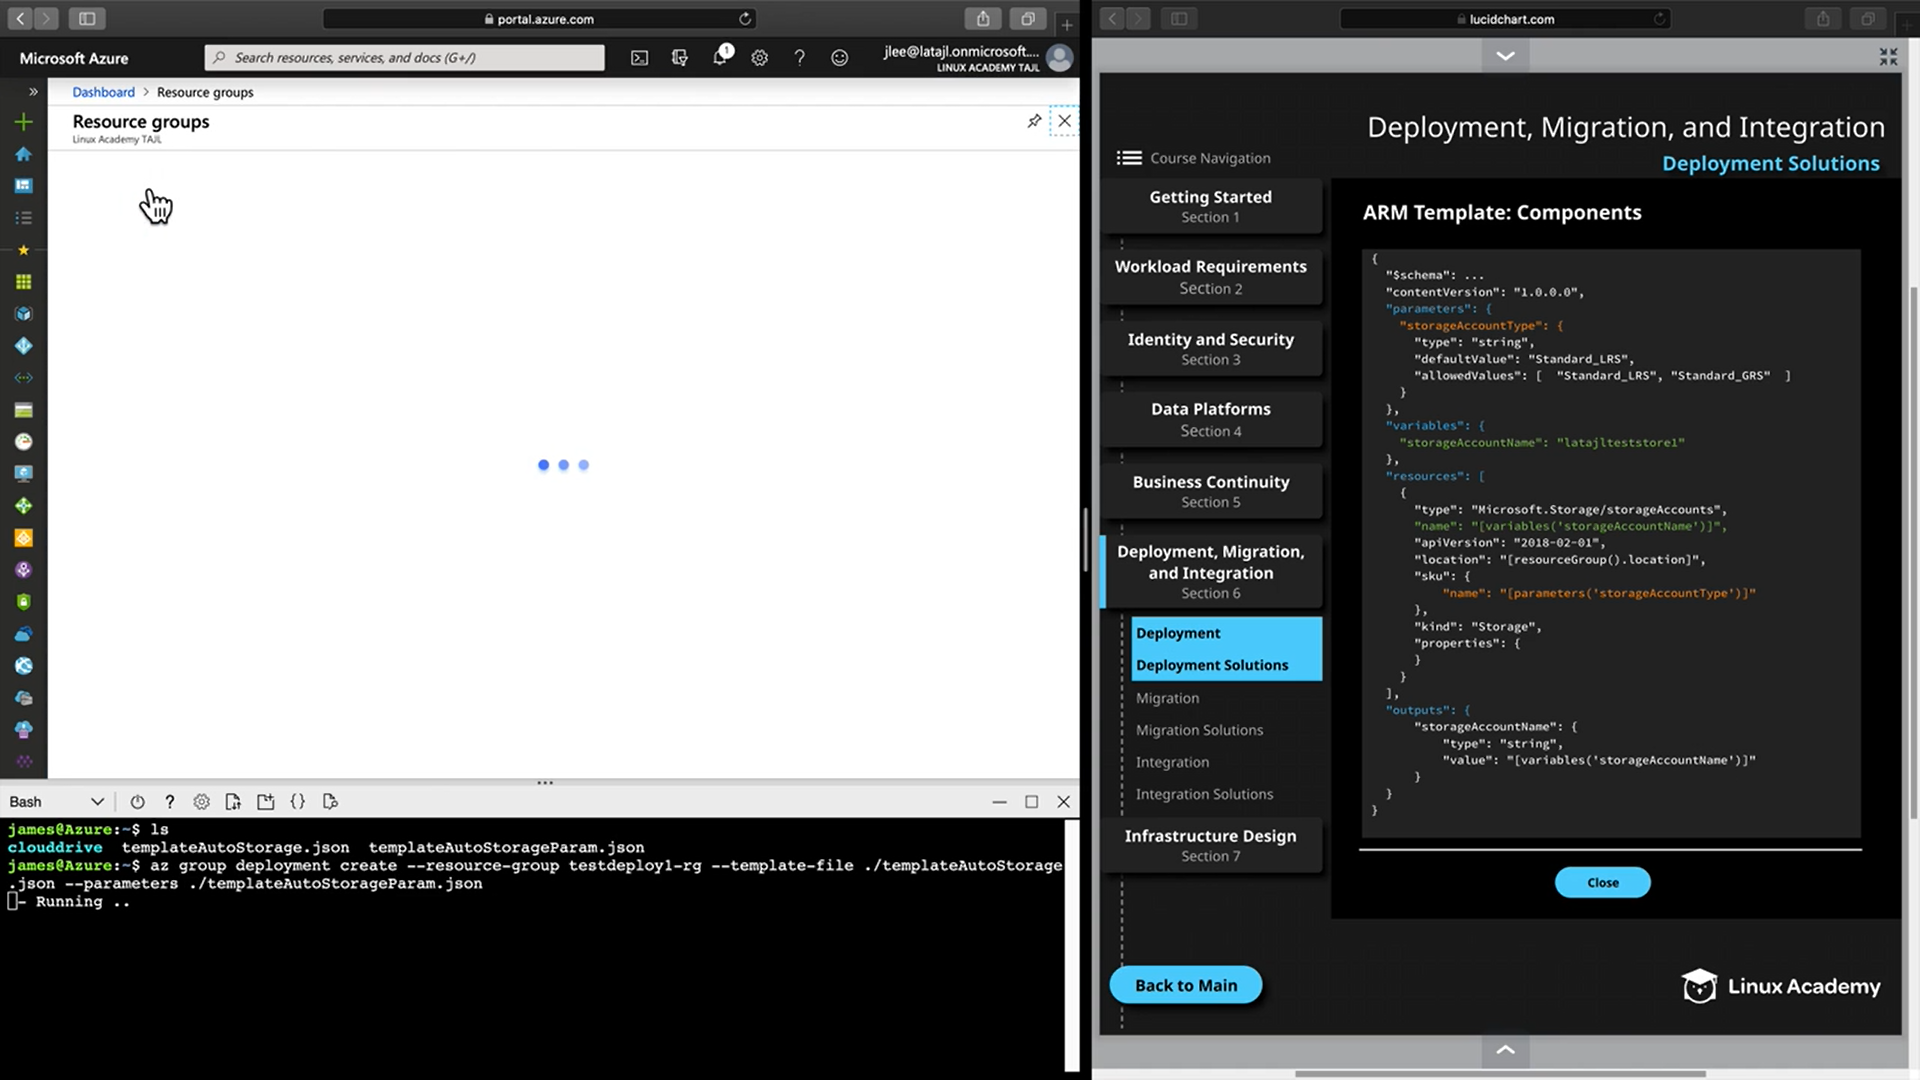 portal.azure.com
Microsoft Azure
Search resources, services, and docs (G+/)
1
jlee@latajl.onmicrosoft....
LINUX ACADEMY TAJL
Dashboard > Resource groups
Resource groups
Linux Academy TAJL
Bash
james@Azure:~$ ls
clouddrive  templateAutoStorage.json  templateAutoStorageParam.json
james@Azure:~$ az group deployment create --resource-group testdeploy1-rg --template-file ./templateAutoStorage
.json --parameters ./templateAutoStorageParam.json
- Running ..
lucidchart.com
Deployment, Migration, and Integration
Deployment Solutions
Course Navigation
Getting Started
Section 1
Workload Requirements
Section 2
Identity and Security
Section 3
Data Platforms
Section 4
Business Continuity
Section 5
Deployment, Migration,
and Integration
Section 6
Deployment
Deployment Solutions
Migration
Migration Solutions
Integration
Integration Solutions
Infrastructure Design
Section 7
Back to Main
ARM Template: Components
{
"$schema": ...
"contentVersion": "1.0.0.0",
"parameters": {
"storageAccountType": {
"type": "string",
"defaultValue": "Standard_LRS",
"allowedValues": [  "Standard_LRS", "Standard_GRS"  ]
}
},
"variables": {
"storageAccountName": "latajlteststore1"
},
"resources": [
{
"type": "Microsoft.Storage/storageAccounts",
"name": "[variables('storageAccountName')]",
"apiVersion": "2018-02-01",
"location": "[resourceGroup().location]",
"sku": {
"name": "[parameters('storageAccountType')]"
},
"kind": "Storage",
"properties": {
}
}
],
"outputs": {
"storageAccountName": {
"type": "string",
"value": "[variables('storageAccountName')]"
}
}
}
Close
Linux Academy